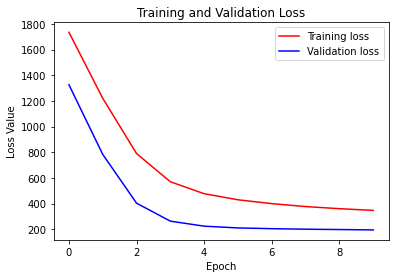 Training and Validation Loss
Training loss
Validation loss
Loss Value
1800
1600
1400
1200
1000
800
600
400
200
0
2
4
6
8
Epoch